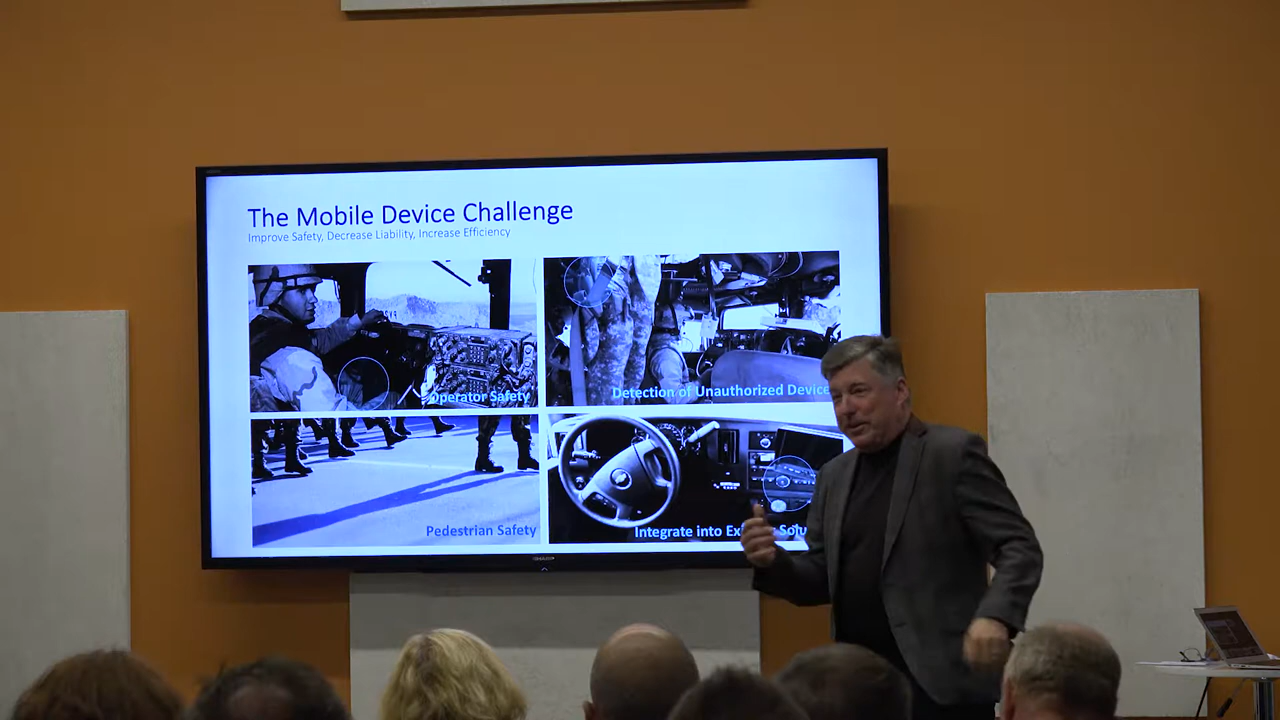 The Mobile Device Challenge
Improve Safety, Decrease Liability, Increase Efficiency
Operator Safety
Detection of Unauthorized Device
Pedestrian Safety
Integrate into